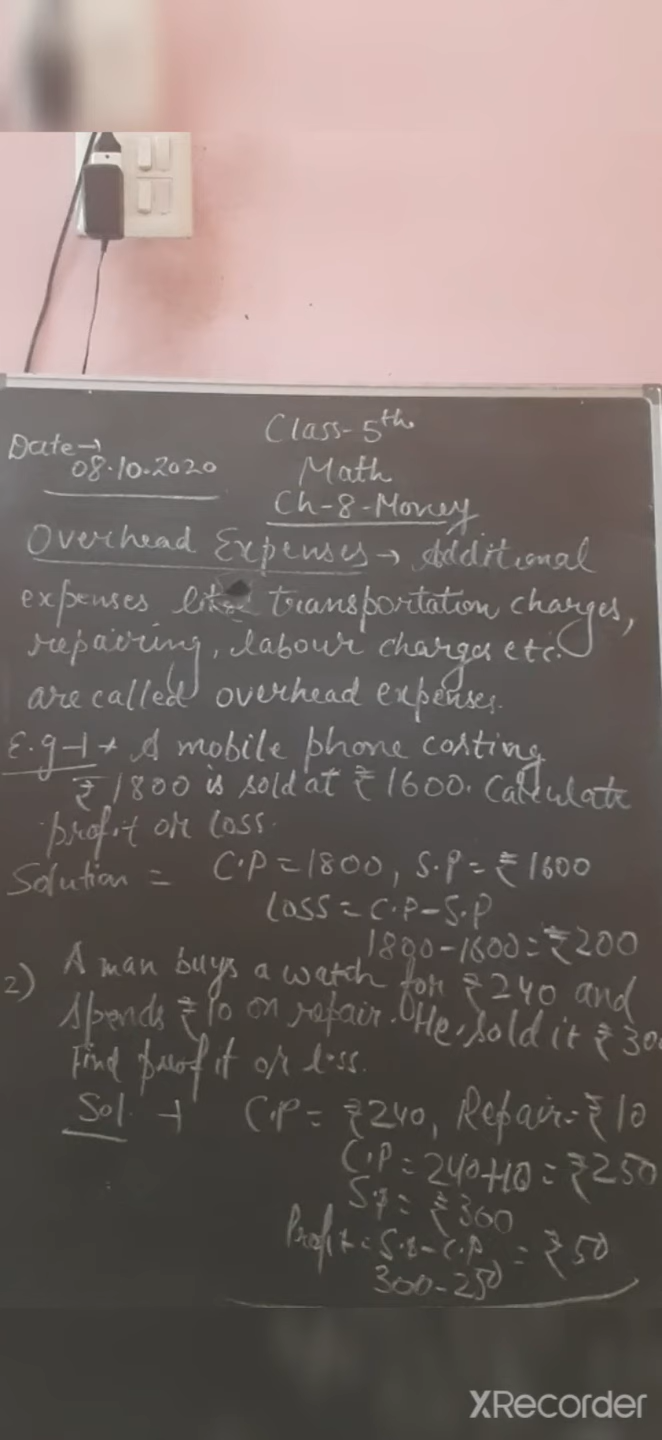 Class-5th
Date→
08.10.2020
Math
Ch-8-Money
Overhead Expenses → Additional
expenses like transportation charges,
repairing, labour charges etc.
are called overhead expenses.
E.g-1→ A mobile phone costing
₹1800 is sold at ₹1600. Calculate
profit or loss.
Solution = C.P=1800, S.P=₹1600
Loss=C.P-S.P
1800-1600=₹200
2) A man buys a watch for ₹240 and
spends ₹10 on repair. He sold it ₹30
Find profit or loss.
Sol → C.P= ₹240, Repair=₹10
C.P=240+10=₹250
S.P= ₹300
Profit=S.P-C.P = ₹50
300-250
XRecorder